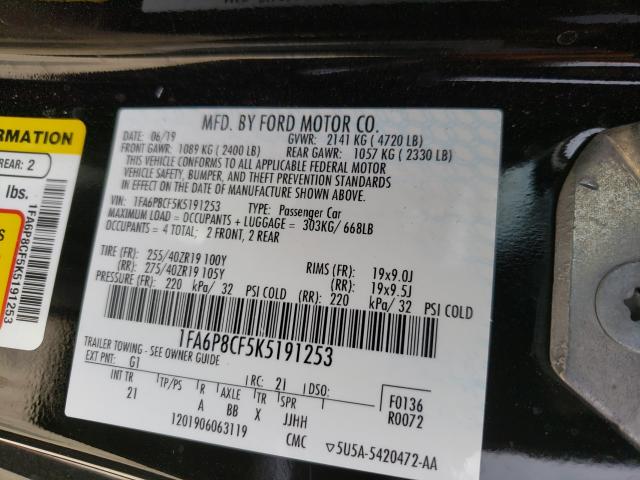 ORMATION
REAR: 2
lbs.
1FA6P8CF5K5191253
MFD. BY FORD MOTOR CO.
DATE: 06/19 GVWR: 2141 KG ( 4720 LB)
FRONT GAWR: 1089 KG ( 2400 LB) REAR GAWR: 1057 KG ( 2330 LB)
THIS VEHICLE CONFORMS TO ALL APPLICABLE FEDERAL MOTOR
VEHICLE SAFETY, BUMPER, AND THEFT PREVENTION STANDARDS
IN EFFECT ON THE DATE OF MANUFACTURE SHOWN ABOVE.
VIN: 1FA6P8CF5K5191253 TYPE: Passenger Car
MAXIMUM LOAD = OCCUPANTS + LUGGAGE = 303KG/ 668LB
OCCUPANTS = 4 TOTAL: 2 FRONT, 2 REAR
TIRE (FR): 255/40ZR19 100Y RIMS (FR): 19x9.0J
(RR): 275/40ZR19 105Y (RR): 19x9.5J
PRESSURE (FR): 220 kPa/ 32 PSI COLD (RR): 220 kPa/ 32 PSI COLD
1FA6P8CF5K5191253
TRAILER TOWING - SEE OWNER GUIDE
EXT PNT: G1 RC: 21 DSO: F0136
INT TR TP/PS R AXLE TR SPR R0072
21 A BB X JJHH
1201906063119 CMC ▽5U5A-5420472-AA